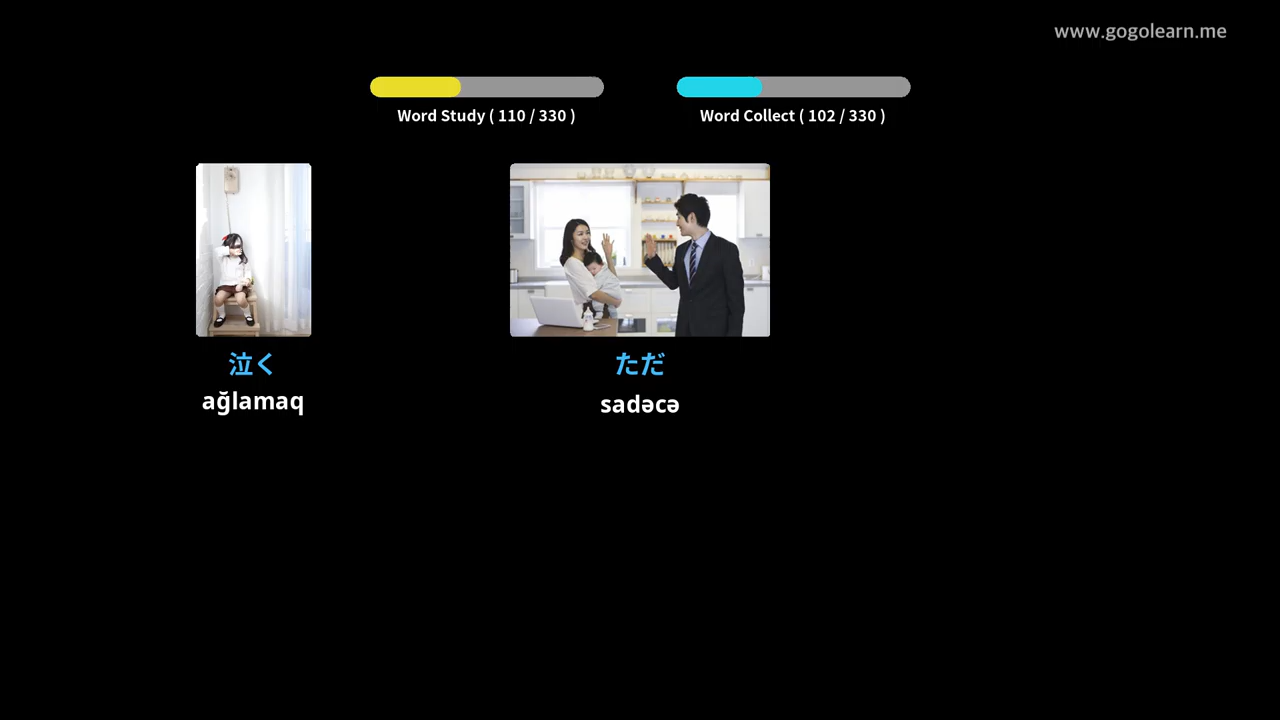 www.gogolearn.me
Word Study ( 110 / 330 )
Word Collect ( 102 / 330 )
泣く
ağlamaq
ただ
sadəcə